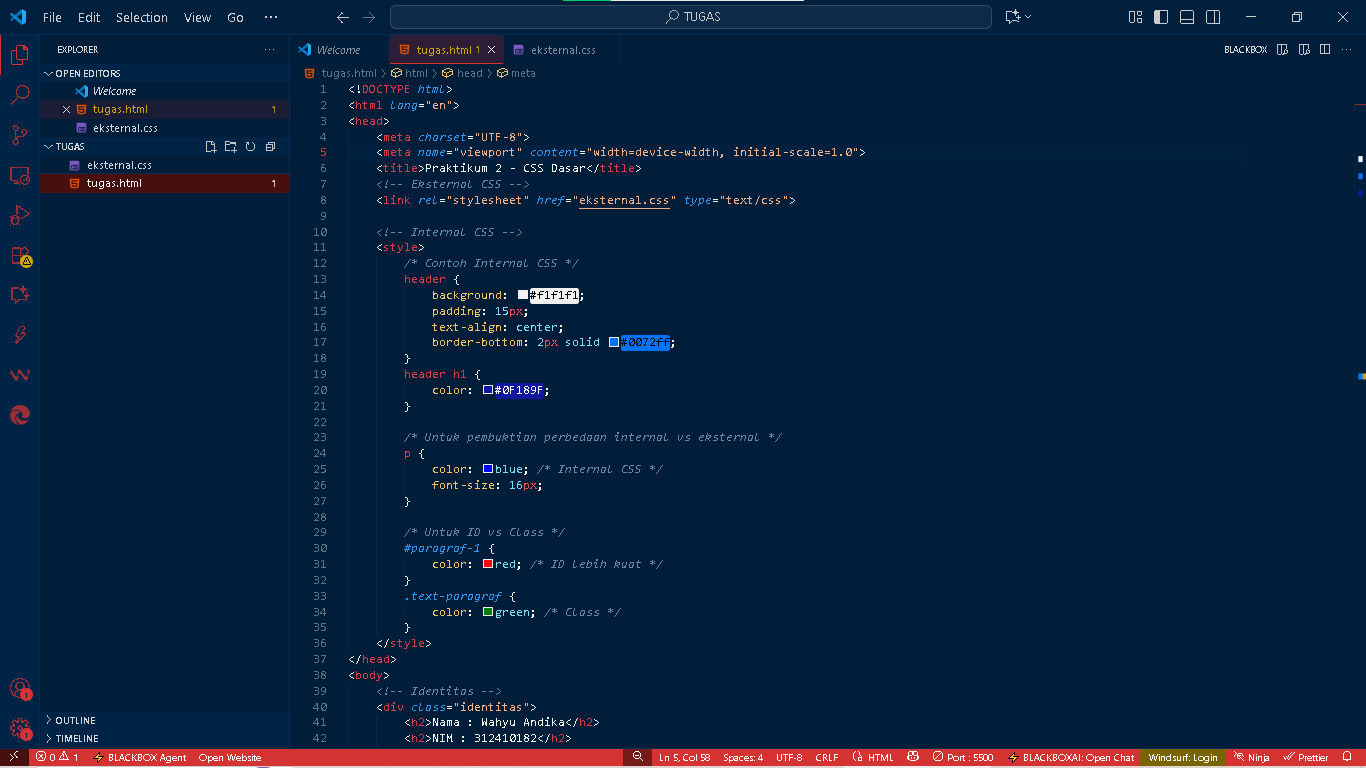 File Edit Selection View Go ··· TUGAS
EXPLORER ···
Welcome tugas.html 1 eksternal.css BLACKBOX ···
OPEN EDITORS
Welcome
tugas.html 1
eksternal.css
TUGAS
eksternal.css
tugas.html 1
OUTLINE
TIMELINE
tugas.html > html > head > meta
1 <!DOCTYPE html>
2 <html lang="en">
3 <head>
4 <meta charset="UTF-8">
5 <meta name="viewport" content="width=device-width, initial-scale=1.0">
6 <title>Praktikum 2 - CSS Dasar</title>
7 <!-- Eksternal CSS -->
8 <link rel="stylesheet" href="eksternal.css" type="text/css">
9
10 <!-- Internal CSS -->
11 <style>
12 /* Contoh Internal CSS */
13 header {
14 background: #f1f1f1;
15 padding: 15px;
16 text-align: center;
17 border-bottom: 2px solid #0072ff;
18 }
19 header h1 {
20 color: #0F189F;
21 }
22
23 /* Untuk pembuktian perbedaan internal vs eksternal */
24 p {
25 color: blue; /* Internal CSS */
26 font-size: 16px;
27 }
28
29 /* Untuk ID vs Class */
30 #paragraf-1 {
31 color: red; /* ID lebih kuat */
32 }
33 .text-paragraf {
34 color: green; /* Class */
35 }
36 </style>
37 </head>
38 <body>
39 <!-- Identitas -->
40 <div class="identitas">
41 <h2>Nama : Wahyu Andika</h2>
42 <h2>NIM : 312410182</h2>
1
1
0 1 BLACKBOX Agent Open Website Ln 5, Col 58 Spaces: 4 UTF-8 CRLF HTML Port : 5500 BLACKBOXAI: Open Chat Windsurf: Login Ninja Prettier